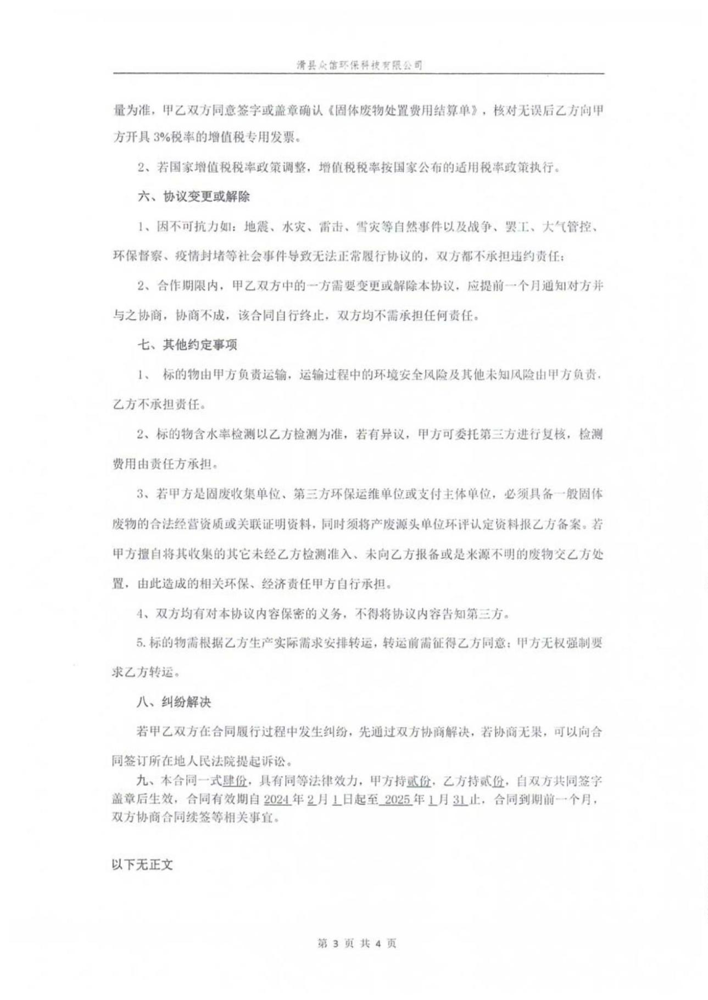 滑县众信环保科技有限公司
量为准，甲乙双方同意签字或盖章确认《固体废物处置费用结算单》，核对无误后乙方向甲
方开具 3%税率的增值税专用发票。
2、若国家增值税税率政策调整，增值税税率按国家公布的适用税率政策执行。
六、协议变更或解除
1、因不可抗力如：地震、水灾、雷击、雪灾等自然事件以及战争、罢工、大气管控、
环保督察、疫情封堵等社会事件导致无法正常履行协议的，双方都不承担违约责任；
2、合作期限内，甲乙双方中的一方需要变更或解除本协议，应提前一个月通知对方并
与之协商，协商不成，该合同自行终止，双方均不需承担任何责任。
七、其他约定事项
1、 标的物由甲方负责运输，运输过程中的环境安全风险及其他未知风险由甲方负责，
乙方不承担责任。
2、标的物含水率检测以乙方检测为准，若有异议，甲方可委托第三方进行复核，检测
费用由责任方承担。
3、若甲方是固废收集单位、第三方环保运维单位或支付主体单位，必须具备一般固体
废物的合法经营资质或关联证明资料，同时须将产废源头单位环评认定资料报乙方备案。若
甲方擅自将其收集的其它未经乙方检测准入、未向乙方报备或是来源不明的废物交乙方处
置，由此造成的相关环保、经济责任甲方自行承担。
4、双方均有对本协议内容保密的义务，不得将协议内容告知第三方。
5.标的物需根据乙方生产实际需求安排转运，转运前需征得乙方同意；甲方无权强制要
求乙方转运。
八、纠纷解决
若甲乙双方在合同履行过程中发生纠纷，先通过双方协商解决，若协商无果，可以向合
同签订所在地人民法院提起诉讼。
九、本合同一式肆份，具有同等法律效力，甲方持贰份，乙方持贰份，自双方共同签字
盖章后生效，合同有效期自 2024 年 2 月 1 日起至 2025 年 1 月 31 止，合同到期前一个月，
双方协商合同续签等相关事宜。
以下无正文
第 3 页 共 4 页